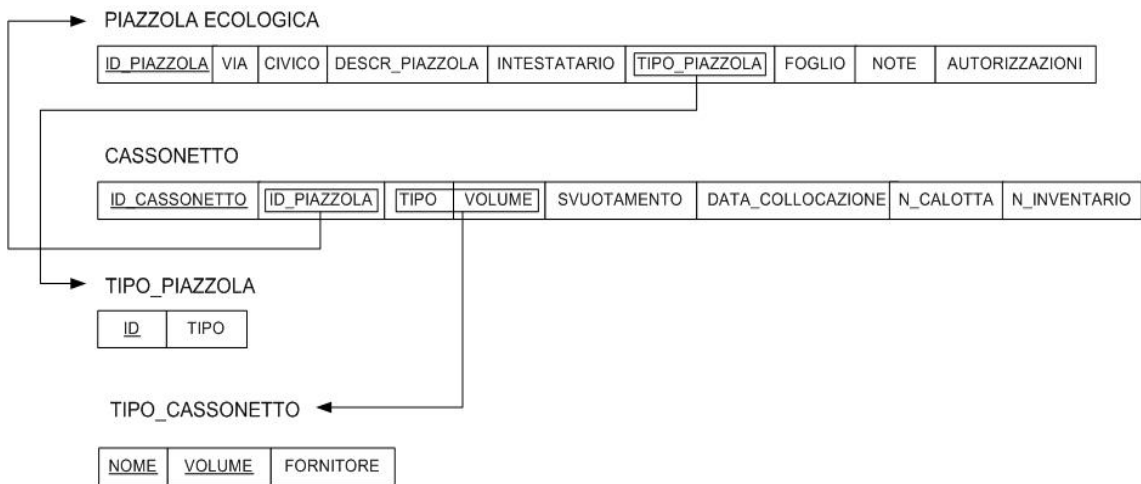 PIAZZOLA ECOLOGICA
ID_PIAZZOLA VIA CIVICO DESCR_PIAZZOLA INTESTATARIO TIPO_PIAZZOLA FOGLIO NOTE AUTORIZZAZIONI
CASSONETTO
ID_CASSONETTO ID_PIAZZOLA TIPO VOLUME SVUOTAMENTO DATA_COLLOCAZIONE N_CALOTTA N_INVENTARIO
TIPO_PIAZZOLA
ID TIPO
TIPO_CASSONETTO
NOME VOLUME FORNITORE